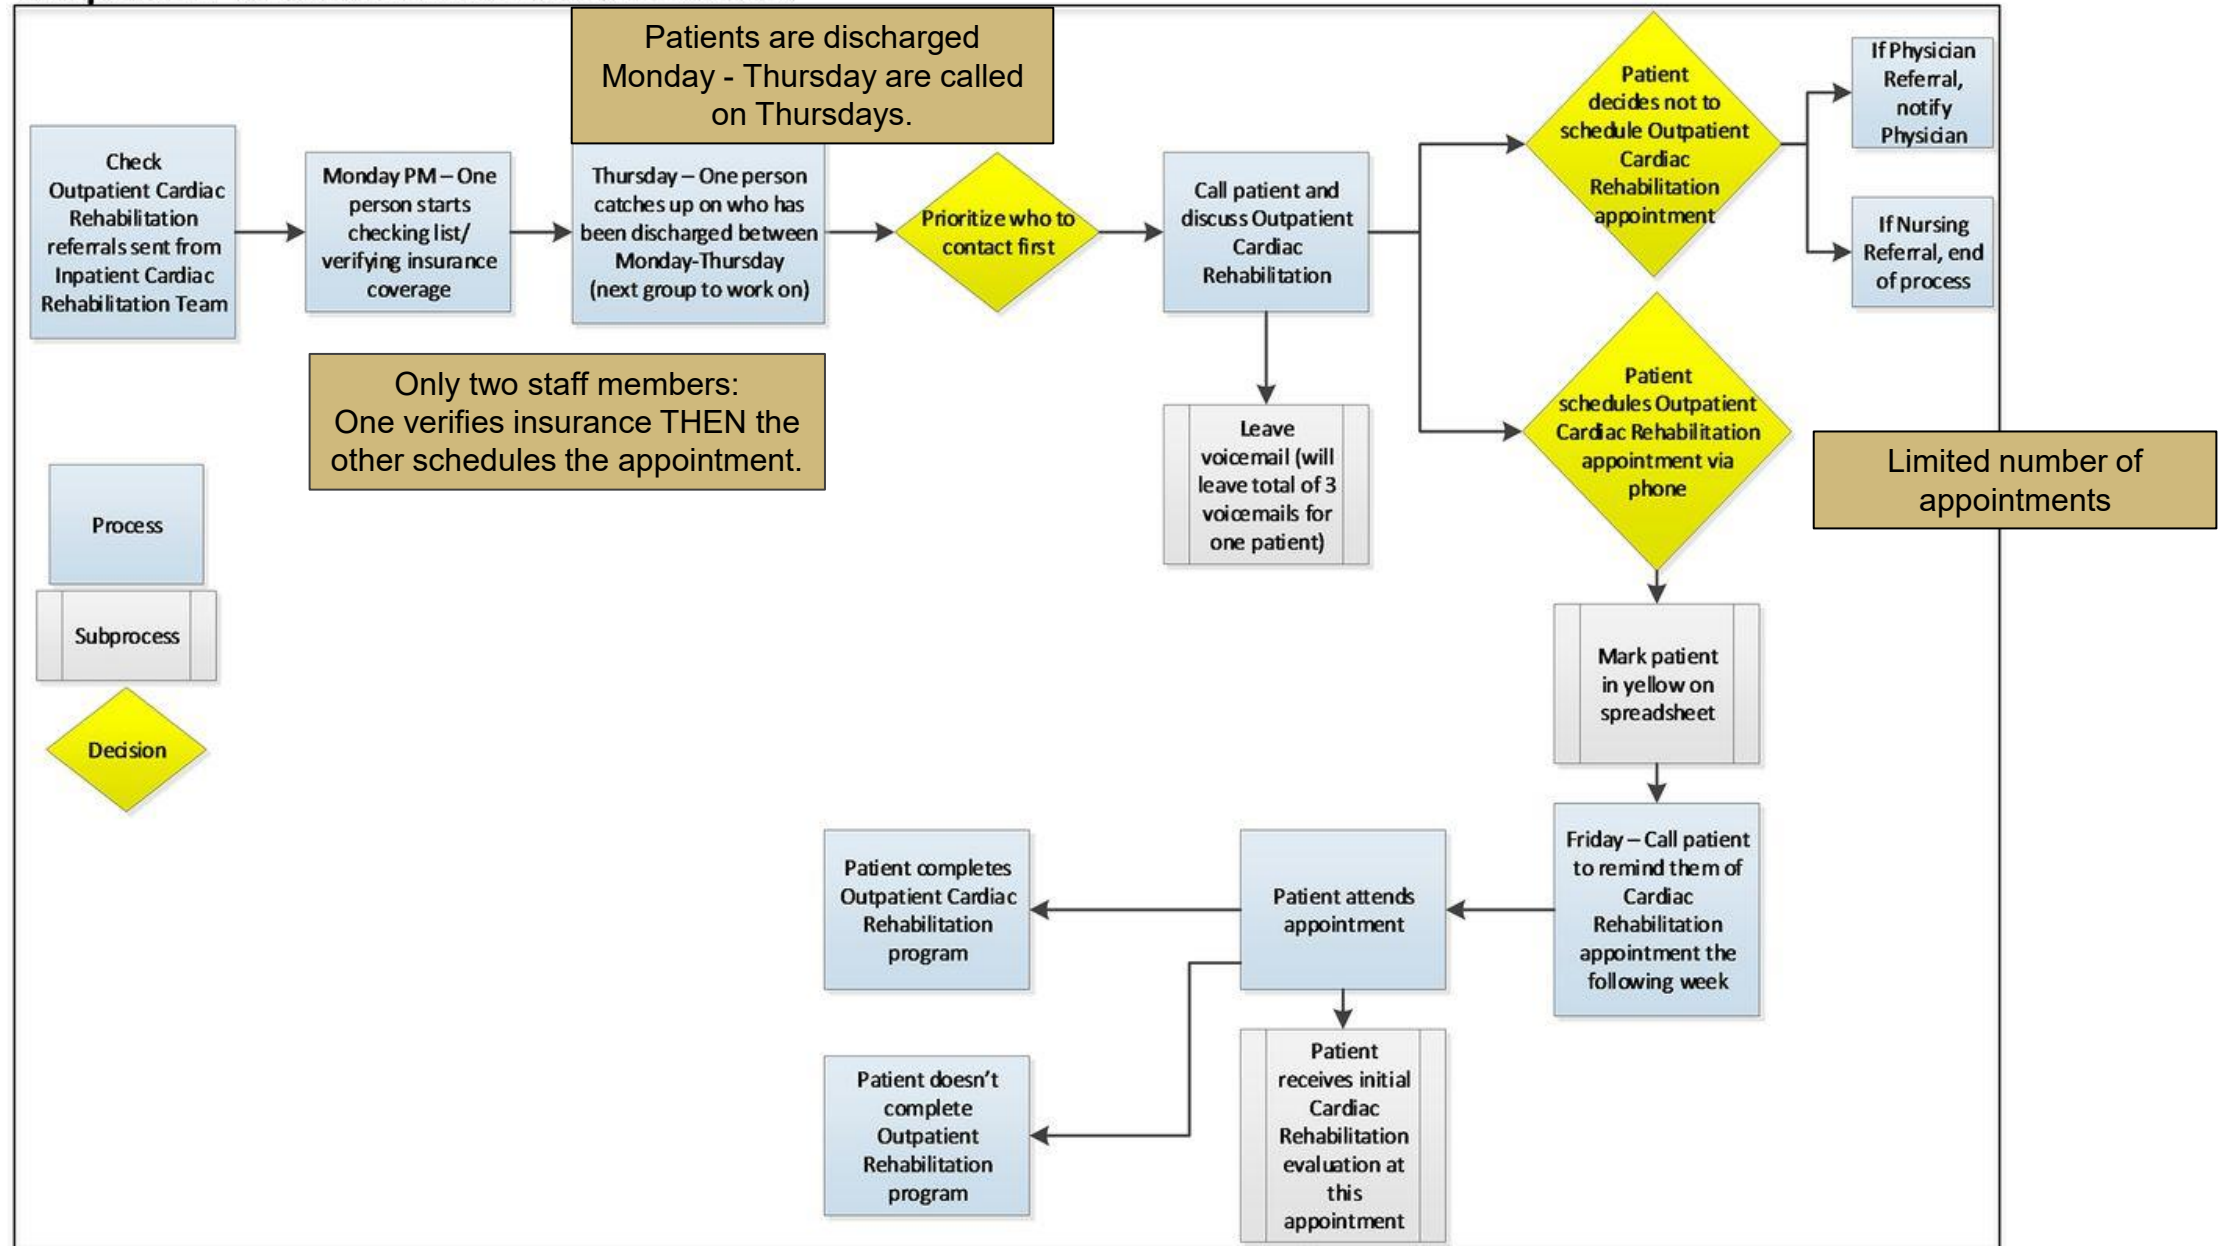 Patients are discharged
Monday - Thursday are called
on Thursdays.
Check
Outpatient Cardiac
Rehabilitation
referrals sent from
Inpatient Cardiac
Rehabilitation Team
Monday PM – One
person starts
checking list/
verifying insurance
coverage
Thursday – One person
catches up on who has
been discharged between
Monday-Thursday
(next group to work on)
Prioritize who to
contact first
Call patient and
discuss Outpatient
Cardiac
Rehabilitation
Patient
decides not to
schedule Outpatient
Cardiac
Rehabilitation
appointment
If Physician
Referral,
notify
Physician
If Nursing
Referral, end
of process
Only two staff members:
One verifies insurance THEN the
other schedules the appointment.
Leave
voicemail (will
leave total of 3
voicemails for
one patient)
Patient
schedules Outpatient
Cardiac Rehabilitation
appointment via
phone
Limited number of
appointments
Process
Subprocess
Decision
Mark patient
in yellow on
spreadsheet
Friday – Call patient
to remind them of
Cardiac
Rehabilitation
appointment the
following week
Patient attends
appointment
Patient completes
Outpatient Cardiac
Rehabilitation
program
Patient doesn't
complete
Outpatient
Rehabilitation
program
Patient
receives initial
Cardiac
Rehabilitation
evaluation at
this
appointment